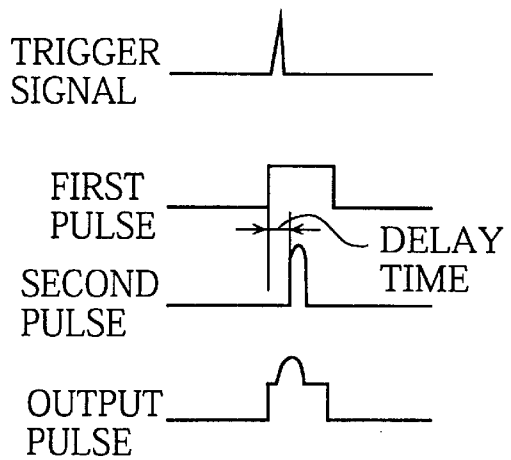 TRIGGER
SIGNAL
FIRST
PULSE
DELAY
TIME
SECOND
PULSE
OUTPUT
PULSE